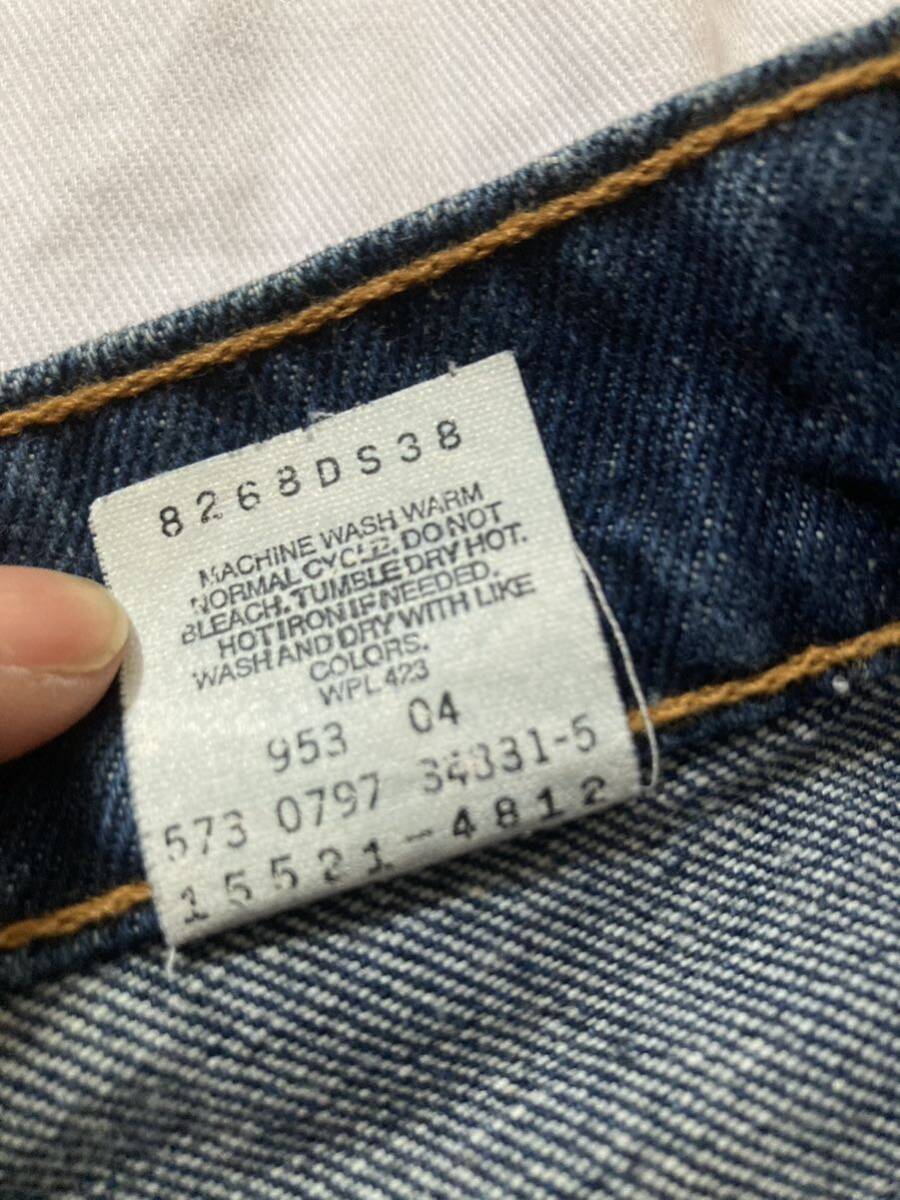 8268DS38
MACHINE WASH WARM
NORMAL CYCLE. DO NOT
BLEACH. TUMBLE DRY HOT.
HOT IRON IF NEEDED.
WASH AND DRY WITH LIKE
COLORS.
WPL 423
953 04
573 0797 34331-5
15521-4812